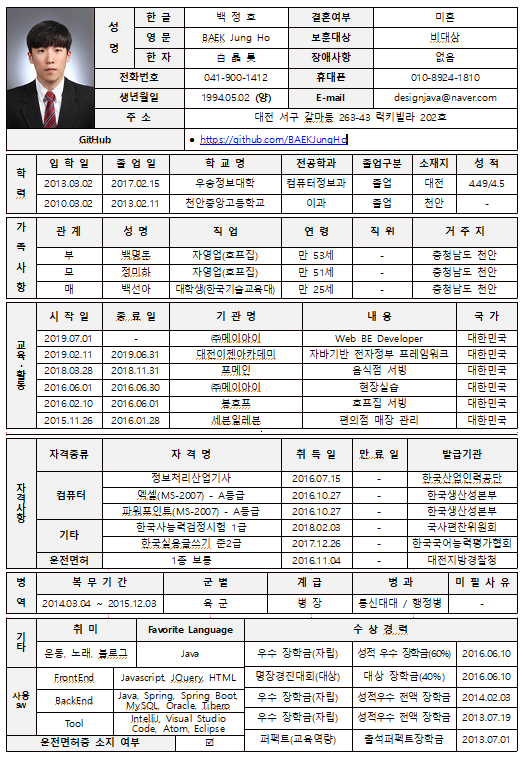 성 명
한 글 백 정 호 결혼여부 미혼
영 문 BAEK Jung Ho 보훈대상 비대상
한 자 白 晶 昊 장애사항 없음
전화번호 041-900-1412 휴대폰 010-8924-1810
생년월일 1994.05.02 (양) E-mail designjava@naver.com
주 소 대전 서구 갈마동 263-43 럭키빌라 202호
GitHub • https://github.com/BAEKJungHo
학 력
입 학 일 졸 업 일 학 교 명 전공학과 졸업구분 소재지 성 적
2013.03.02 2017.02.15 우송정보대학 컴퓨터정보과 졸업 대전 4.49/4.5
2010.03.02 2013.02.11 천안중앙고등학교 이과 졸업 천안 -
가 족 사 항
관 계 성 명 직 업 연 령 직 위 거 주 지
부 백명론 자영업(호프집) 만 53세 - 충청남도 천안
모 정미하 자영업(호프집) 만 51세 - 충청남도 천안
매 백선아 대학생(한국기술교육대) 만 25세 - 충청남도 천안
교육·활동
시 작 일 종 료 일 기 관 명 내 용 국 가
2019.07.01 - ㈜메이아이 Web BE Developer 대한민국
2019.02.11 2019.06.31 대전이젠아카데미 자바기반 전자정부 프레임워크 대한민국
2018.03.28 2018.11.31 포메인 음식점 서빙 대한민국
2016.06.01 2016.06.30 ㈜메이아이 현장실습 대한민국
2016.02.10 2016.06.01 봉호프 호프집 서빙 대한민국
2015.11.26 2016.01.28 세븐일레븐 편의점 매장 관리 대한민국
자격사항
자격종류 자 격 명 취 득 일 만 료 일 발급기관
컴퓨터 정보처리산업기사 2016.07.15 - 한국산업인력공단
엑셀(MS-2007) - A등급 2016.10.27 - 한국생산성본부
파워포인트(MS-2007) - A등급 2016.10.27 - 한국생산성본부
기타 한국사능력검정시험 1급 2018.02.03 - 국사편찬위원회
한국실용글쓰기 준2급 2017.12.26 - 한국국어능력평가협회
운전면허 1종 보통 2016.11.04 - 대전지방경찰청
병 역
복 무 기 간 군 별 계 급 병 과 미 필 사 유
2014.03.04 ~ 2015.12.03 육 군 병 장 통신대대 / 행정병 -
기 타
취 미 Favorite Language 수 상 경 력
운동, 노래, 블로그 Java 우수 장학금(자립) 성적 우수 장학금(60%) 2016.06.10
사용 SW
FrontEnd Javascript, JQuery, HTML 명장경진대회(대상) 대상 장학금(40%) 2016.06.10
BackEnd Java, Spring, Spring Boot, MySQL, Oracle, Tibero 우수 장학금(자립) 성적우수 전액 장학금 2014.02.03
Tool IntelliJ, Visual Studio Code, Atom, Eclipse 우수 장학금(자립) 성적우수 전액 장학금 2013.07.19
운전면허증 소지 여부 ☑ 퍼펙트(교육역량) 출석퍼펙트장학금 2013.07.01